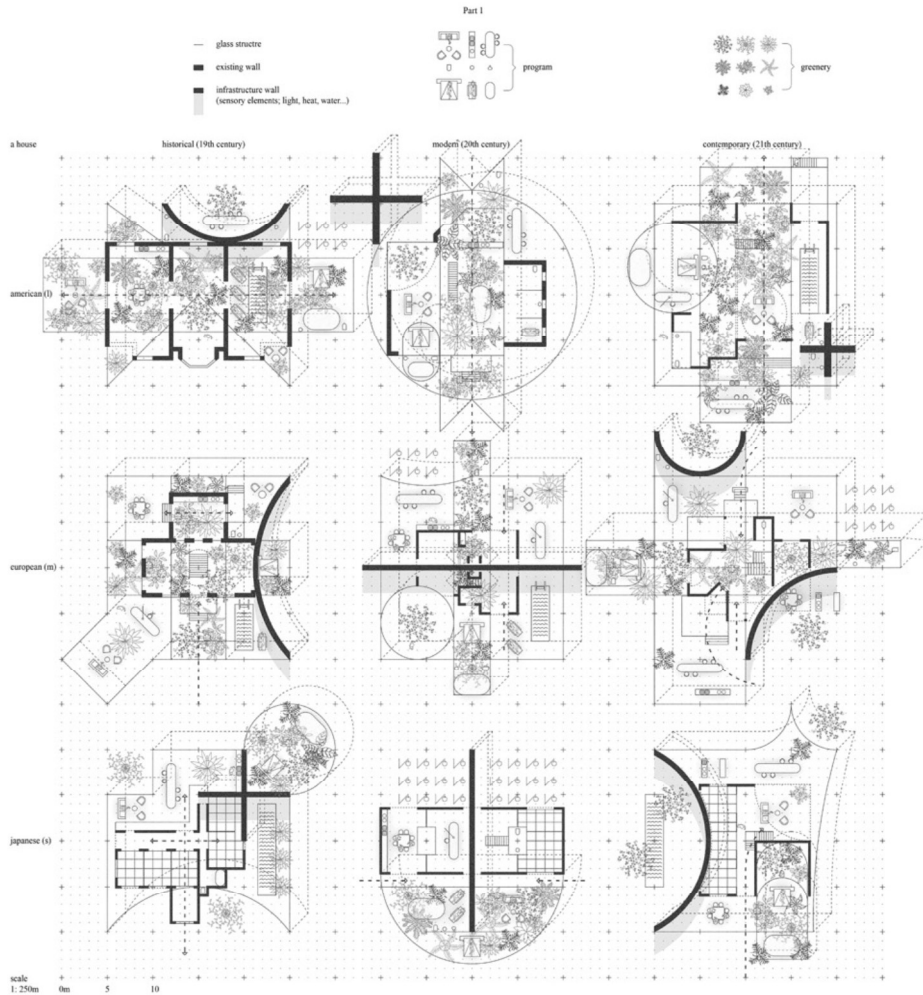 Part 1
glass structre
existing wall
infrastructure wall
(sensory elements; light, heat, water...)
program
greenery
a house
historical (19th century)
modern (20th century)
contemporary (21th century)
american (l)
european (m)
japanese (s)
scale
1: 250m 0m 5 10